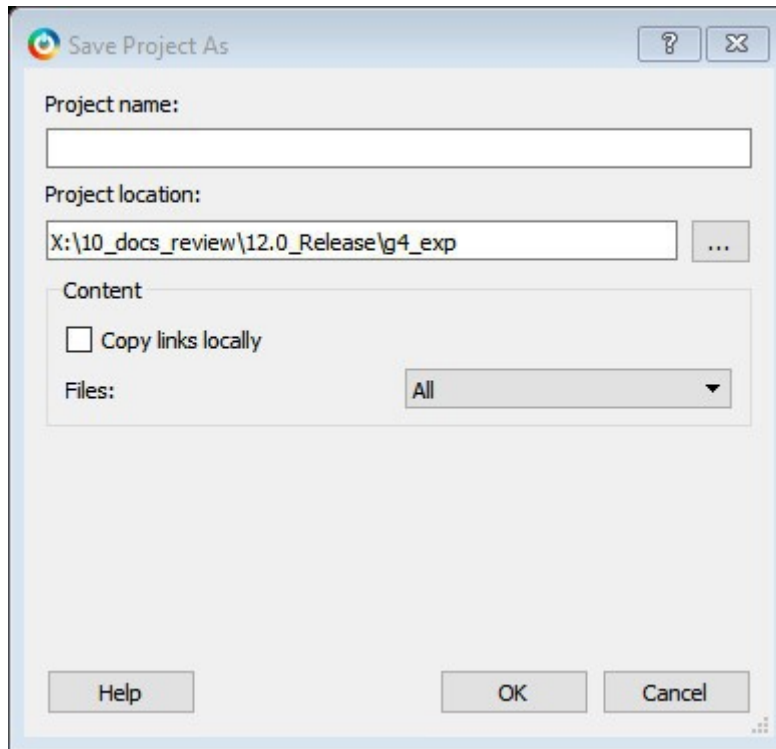 Save Project As
Project name:
Project location:
X:\10_docs_review\12.0_Release\g4_exp
...
Content
Copy links locally
Files:
All
Help
OK
Cancel